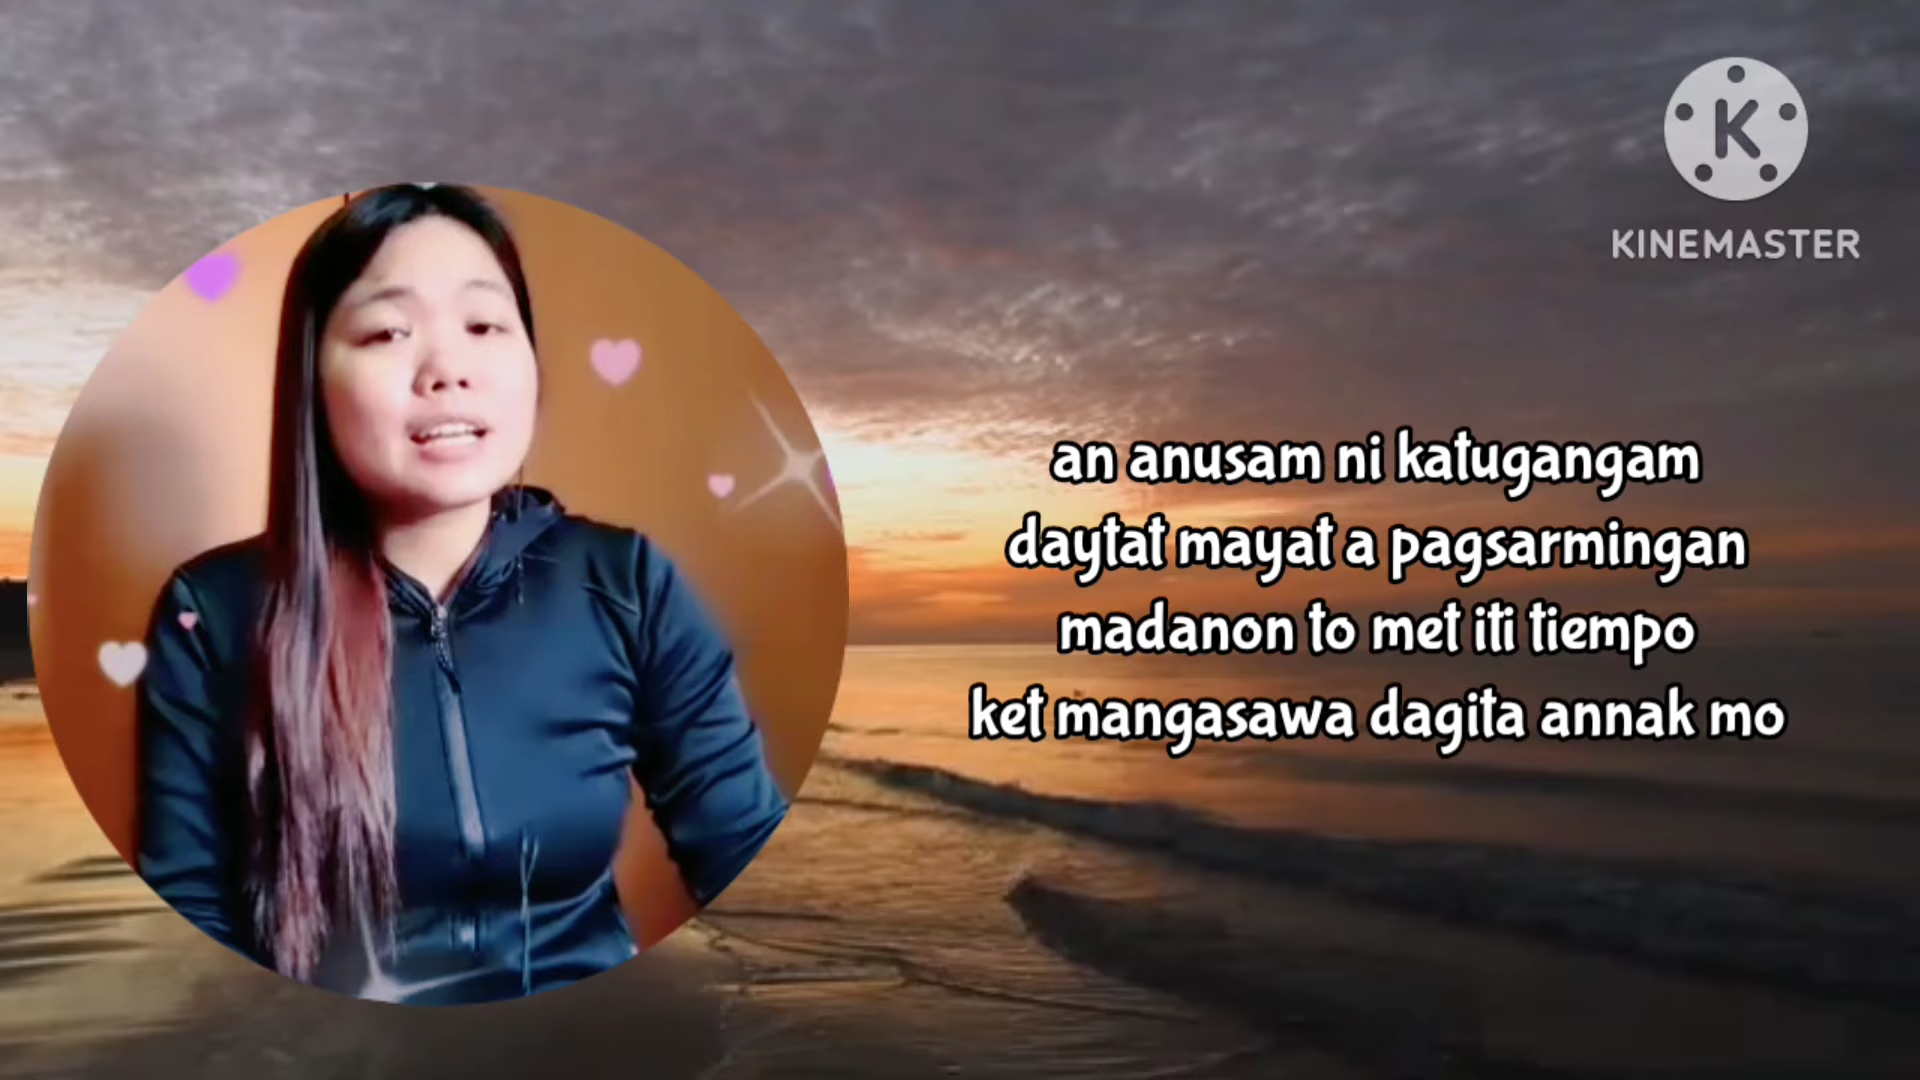 K
KINEMASTER
an anusam ni katugangam
daytat mayat a pagsarmingan
madanon to met iti tiempo
ket mangasawa dagita annak mo